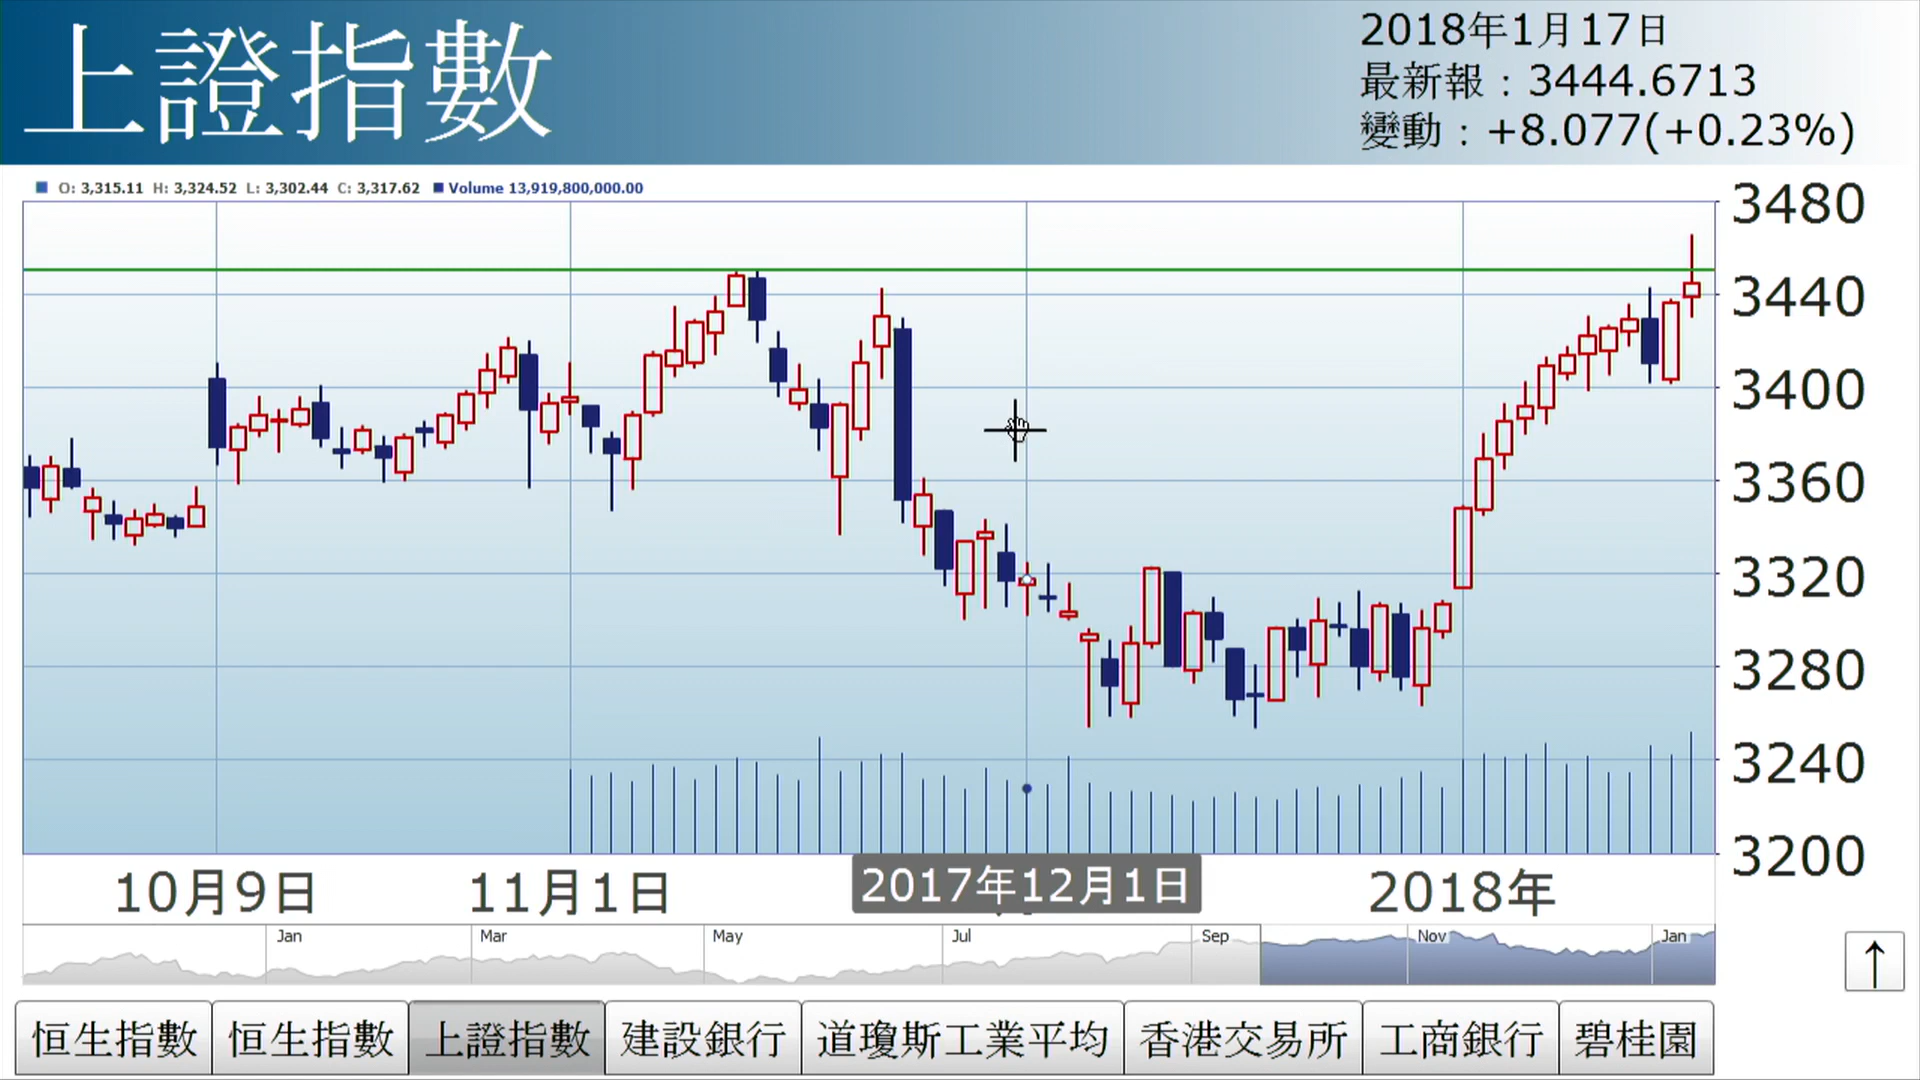 上證指數
2018年1月17日
最新報：3444.6713
變動：+8.077(+0.23%)
O: 3,315.11 H: 3,324.52 L: 3,302.44 C: 3,317.62 Volume 13,919,800,000.00
3480
3440
3400
3360
3320
3280
3240
3200
10月9日 11月1日 2017年12月1日 2018年
Jan Mar May Jul Sep Nov Jan
↑
恒生指數 恒生指數 上證指數 建設銀行 道瓊斯工業平均 香港交易所 工商銀行 碧桂園